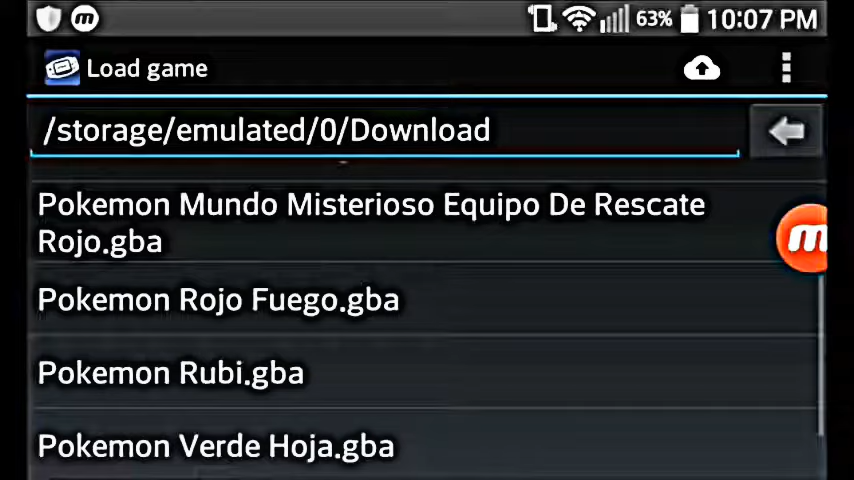 63% 10:07 PM
Load game
/storage/emulated/0/Download
Pokemon Mundo Misterioso Equipo De Rescate
Rojo.gba
Pokemon Rojo Fuego.gba
Pokemon Rubi.gba
Pokemon Verde Hoja.gba